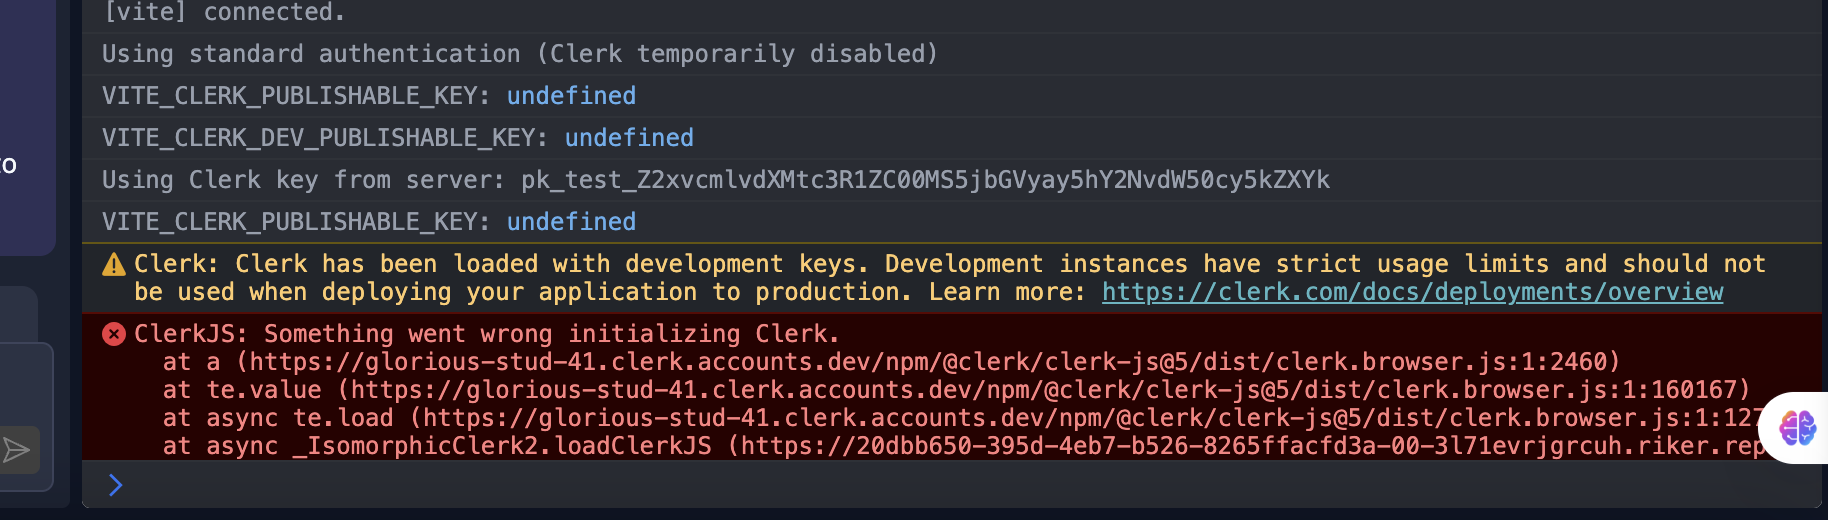 [vite] connected.
Using standard authentication (Clerk temporarily disabled)
VITE_CLERK_PUBLISHABLE_KEY: undefined
VITE_CLERK_DEV_PUBLISHABLE_KEY: undefined
to
Using Clerk key from server: pk_test_Z2xvcmlvdXMtc3R1ZC00MS5jbGVyay5hY2NvdW50cy5kZXYk
VITE_CLERK_PUBLISHABLE_KEY: undefined
Clerk: Clerk has been loaded with development keys. Development instances have strict usage limits and should not
be used when deploying your application to production. Learn more: https://clerk.com/docs/deployments/overview
ClerkJS: Something went wrong initializing Clerk.
at a (https://glorious-stud-41.clerk.accounts.dev/npm/@clerk/clerk-js@5/dist/clerk.browser.js:1:2460)
at te.value (https://glorious-stud-41.clerk.accounts.dev/npm/@clerk/clerk-js@5/dist/clerk.browser.js:1:160167)
at async te.load (https://glorious-stud-41.clerk.accounts.dev/npm/@clerk/clerk-js@5/dist/clerk.browser.js:1:127
at async _IsomorphicClerk2.loadClerkJS (https://20dbb650-395d-4eb7-b526-8265ffacfd3a-00-3l71evrjgrcuh.riker.rep